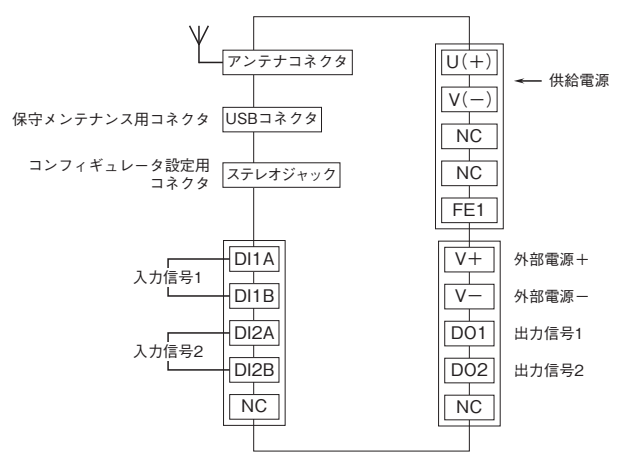 アンテナコネクタ
保守メンテナンス用コネクタ
USBコネクタ
コンフィギュレータ設定用
コネクタ
ステレオジャック
入力信号1
DI1A
DI1B
入力信号2
DI2A
DI2B
NC
U(+)
供給電源
V(−)
NC
NC
FE1
V+
外部電源+
V−
外部電源−
DO1
出力信号1
DO2
出力信号2
NC